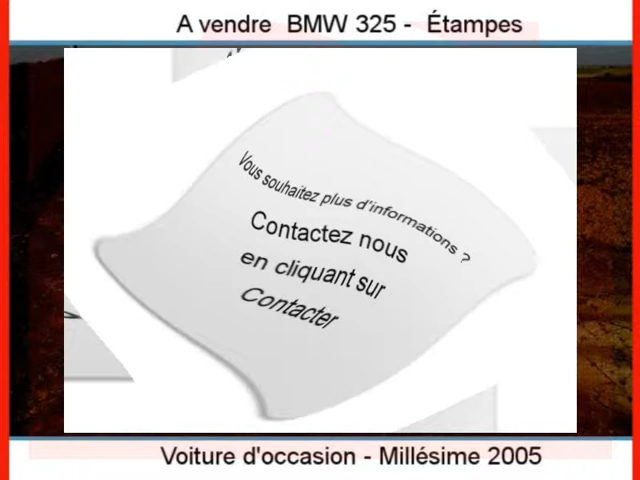 A vendre BMW 325 - Étampes
Vous souhaitez plus d'informations ?
Contactez nous
en cliquant sur
Contacter
Voiture d'occasion - Millésime 2005